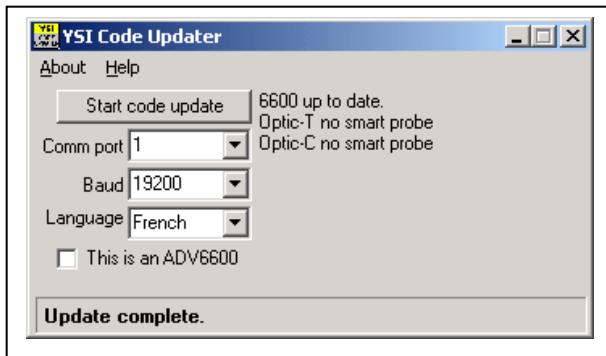 YSI Code Updater
About Help
Start code update
6600 up to date.
Optic-T no smart probe
Optic-C no smart probe
Comm port 1
Baud 19200
Language French
This is an ADV6600
Update complete.